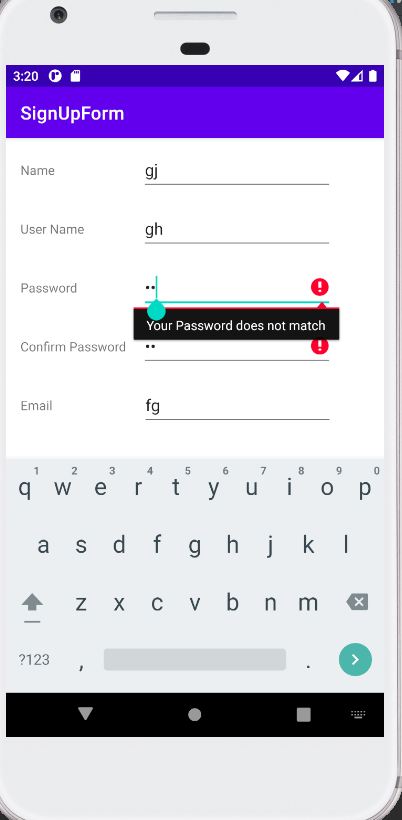 3:20
SignUpForm
Name gj
User Name gh
Password ••
Your Password does not match
Confirm Password ••
Email fg
1 2 3 4 5 6 7 8 9 0
q w e r t y u i o p
a s d f g h j k l
z x c v b n m
?123 , .